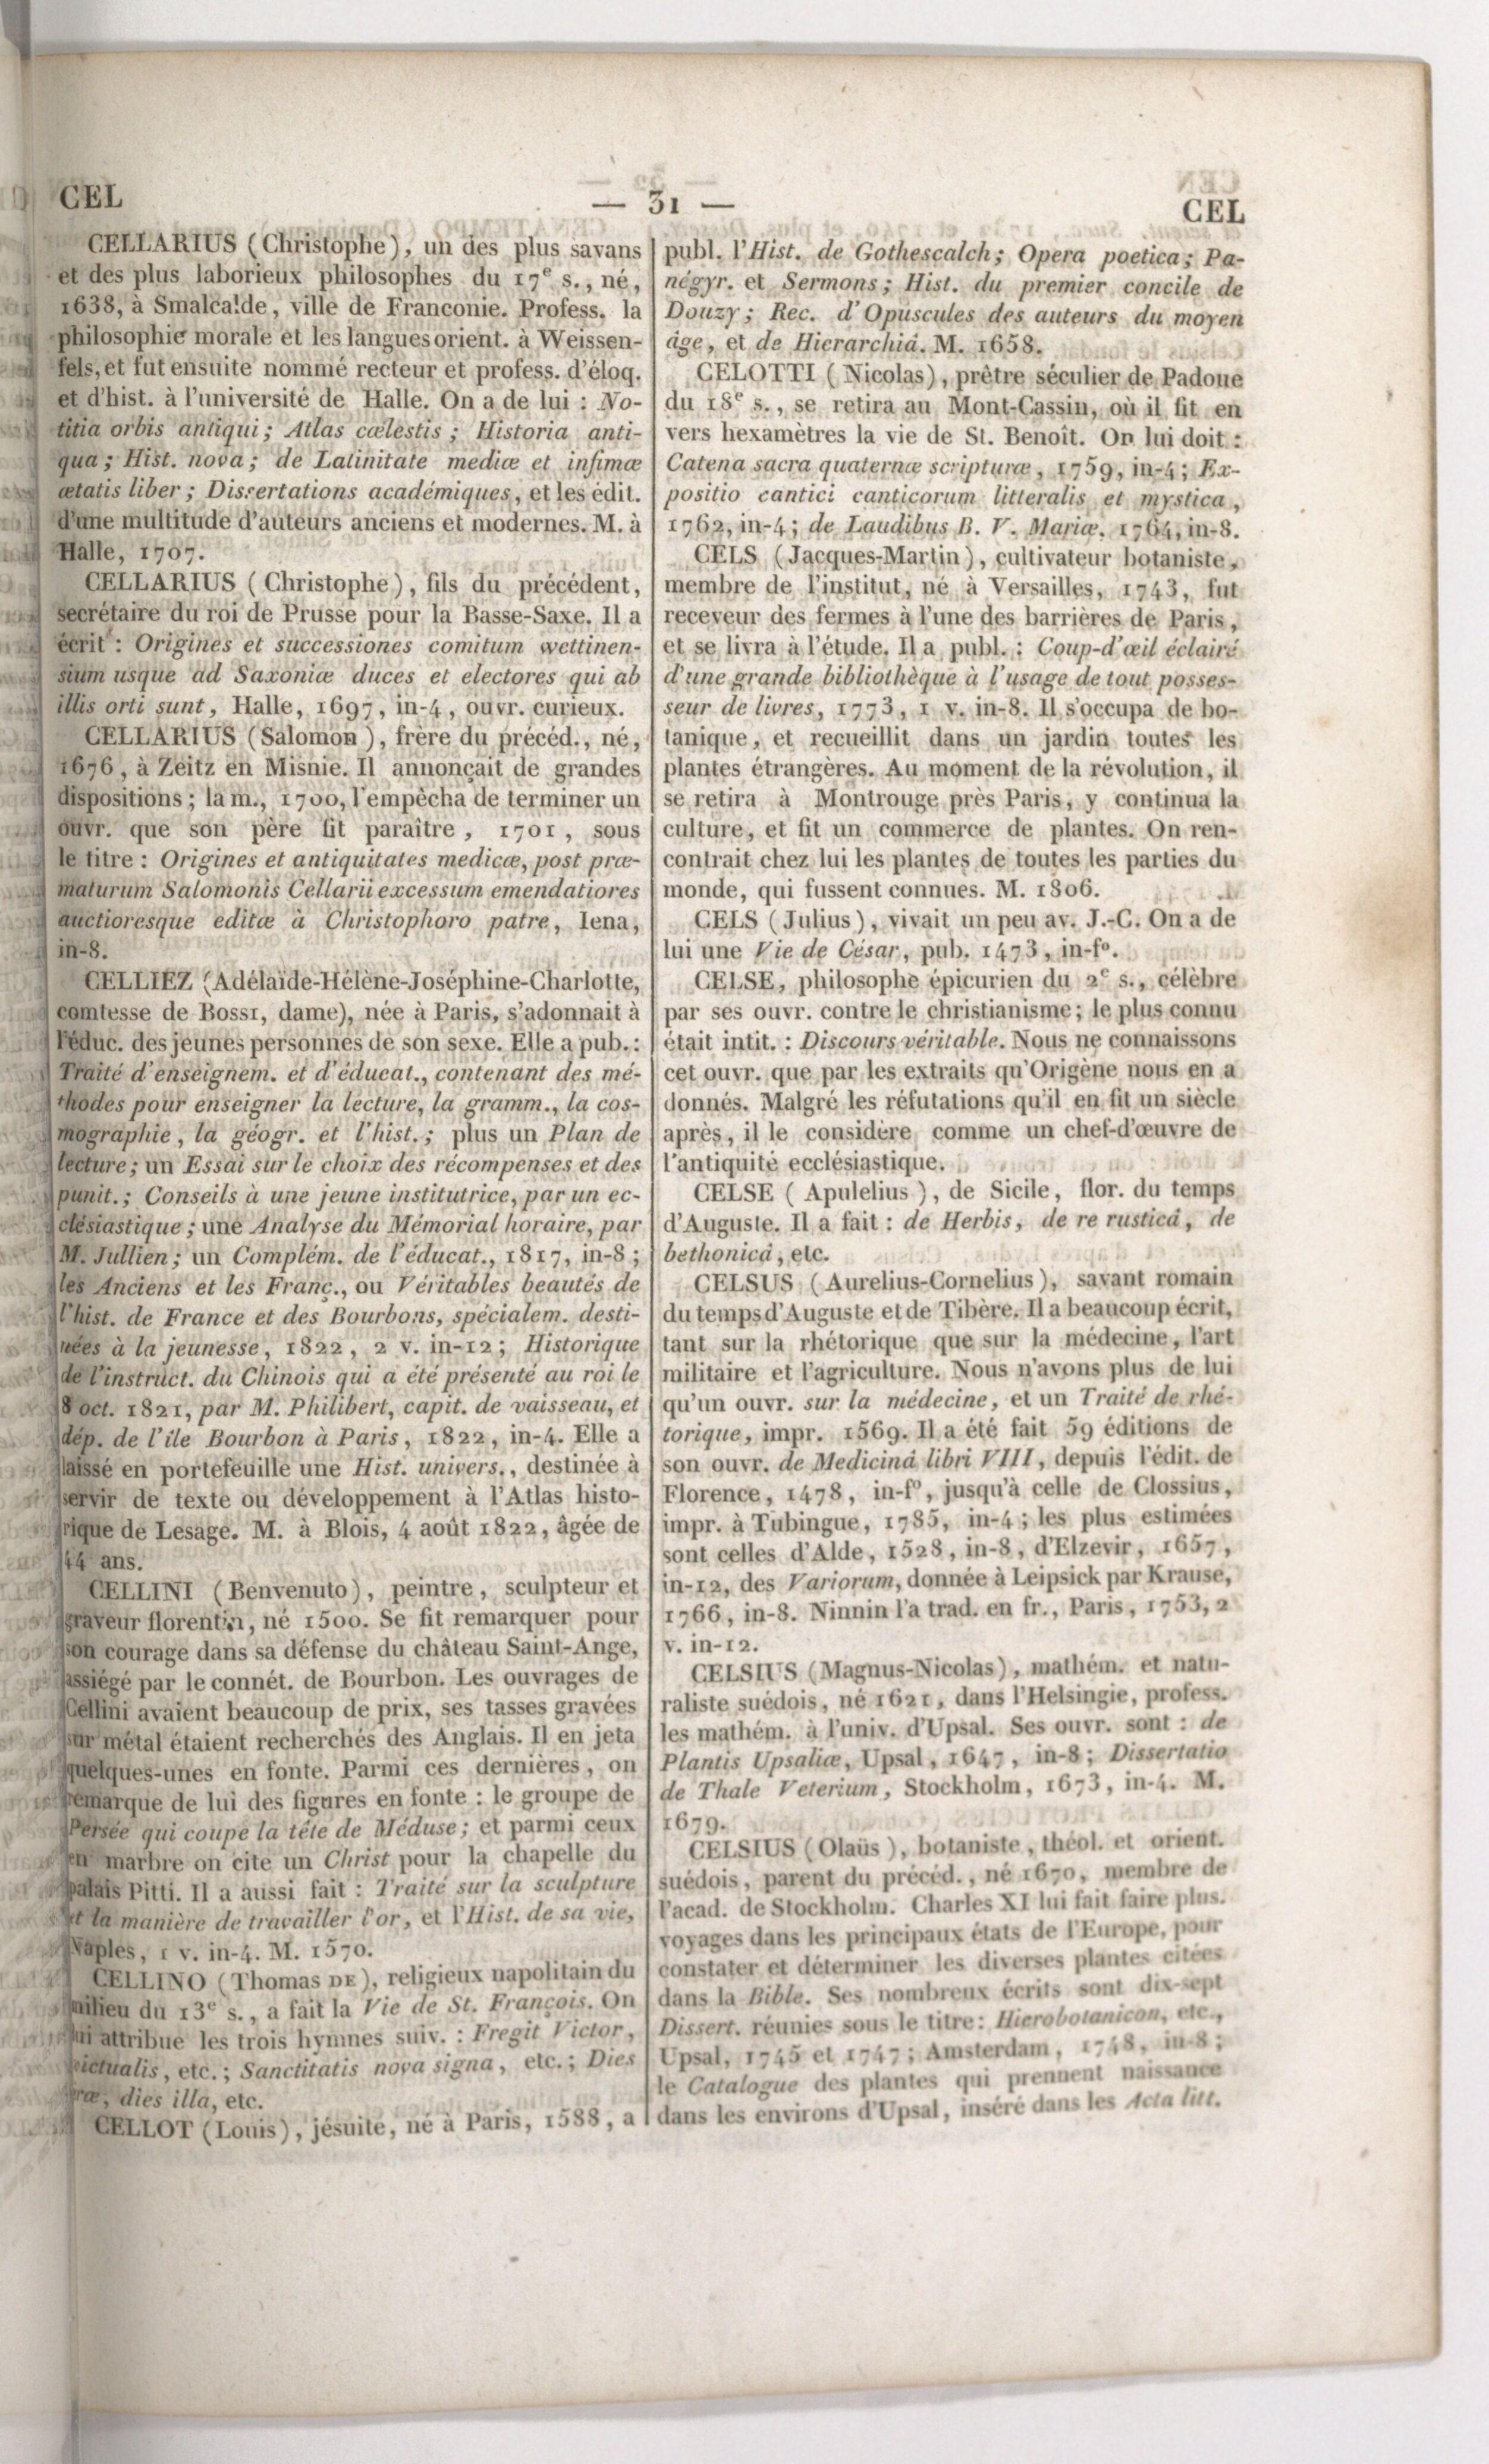 CEL
— 31 —
CEL
CELLARIUS (Christophe), un des plus savans
et des plus laborieux philosophes du 17e s., né,
1638, à Smalcalde, ville de Franconie. Profess. la
philosophie morale et les langues orient. à Weissen-
fels, et fut ensuite nommé recteur et profess. d'éloq.
et d'hist. à l'université de Halle. On a de lui : No-
titia orbis antiqui; Atlas cœlestis; Historia anti-
qua; Hist. nova; de Latinitate mediæ et infimæ
ætatis liber; Dissertations académiques, et les édit.
d'une multitude d'auteurs anciens et modernes. M. à
Halle, 1707.
CELLARIUS (Christophe), fils du précédent,
secrétaire du roi de Prusse pour la Basse-Saxe. Il a
écrit : Origines et successiones comitum wettinen-
sium usque ad Saxoniæ duces et electores qui ab
illis orti sunt, Halle, 1697, in-4, ouvr. curieux.
CELLARIUS (Salomon), frère du précéd., né,
1676, à Zeitz en Misnie. Il annonçait de grandes
dispositions; la m., 1700, l'empêcha de terminer un
ouvr. que son père fit paraître, 1701, sous
le titre : Origines et antiquitates medicæ, post præ-
maturum Salomonis Cellarii excessum emendatiores
auctioresque editæ à Christophoro patre, Iena,
in-8.
CELLIEZ (Adélaïde-Hélène-Joséphine-Charlotte,
comtesse de Rossi, dame), née à Paris, s'adonnait à
l'éduc. des jeunes personnes de son sexe. Elle a pub.:
Traité d'enseignem. et d'éducat., contenant des mé-
thodes pour enseigner la lecture, la gramm., la cos-
mographie, la géogr. et l'hist.; plus un Plan de
lecture; un Essai sur le choix des récompenses et des
punit.; Conseils à une jeune institutrice, par un ec-
clésiastique; une Analyse du Mémorial horaire, par
M. Jullien; un Complém. de l'éducat., 1817, in-8;
les Anciens et les Franç., ou Véritables beautés de
l'hist. de France et des Bourbons, spécialem. desti-
nées à la jeunesse, 1822, 2 v. in-12; Historique
de l'instruct. du Chinois qui a été présenté au roi le
8 oct. 1821, par M. Philibert, capit. de vaisseau, et
dép. de l'île Bourbon à Paris, 1822, in-4. Elle a
laissé en portefeuille une Hist. univers., destinée à
servir de texte ou développement à l'Atlas histo-
rique de Lesage. M. à Blois, 4 août 1822, âgée de
44 ans.
CELLINI (Benvenuto), peintre, sculpteur et
graveur florentin, né 1500. Se fit remarquer pour
son courage dans sa défense du château Saint-Ange,
assiégé par le connét. de Bourbon. Les ouvrages de
Cellini avaient beaucoup de prix, ses tasses gravées
sur métal étaient recherchés des Anglais. Il en jeta
quelques-unes en fonte. Parmi ces dernières, on
remarque de lui des figures en fonte : le groupe de
Persée qui coupe la tête de Méduse; et parmi ceux
en marbre on cite un Christ pour la chapelle du
palais Pitti. Il a aussi fait : Traité sur la sculpture
et la manière de travailler l'or, et l'Hist. de sa vie,
Naples, 1 v. in-4. M. 1570.
CELLINO (Thomas DE), religieux napolitain du
milieu du 13e s., a fait la Vie de St. François. On
lui attribue les trois hymnes suiv. : Fregit Victor,
victualis, etc.; Sanctitatis nova signa, etc.; Dies
iræ, dies illa, etc.
CELLOT (Louis), jésuite, né à Paris, 1588, a
publ. l'Hist. de Gothescalch; Opera poetica; Pa-
négyr. et Sermons; Hist. du premier concile de
Douzy; Rec. d'Opuscules des auteurs du moyen
âge, et de Hierarchiâ. M. 1658.
CELOTTI (Nicolas), prêtre séculier de Padoue
du 18e s., se retira au Mont-Cassin, où il fit en
vers hexamètres la vie de St. Benoît. On lui doit :
Catena sacra quaternæ scripturæ, 1759, in-4; Ex-
positio cantici canticorum litteralis et mystica,
1762, in-4; de Laudibus B. V. Mariæ. 1764, in-8.
CELS (Jacques-Martin), cultivateur botaniste,
membre de l'institut, né à Versailles, 1743, fut
receveur des fermes à l'une des barrières de Paris,
et se livra à l'étude. Il a publ. : Coup-d'œil éclairé
d'une grande bibliothèque à l'usage de tout posses-
seur de livres, 1773, 1 v. in-8. Il s'occupa de bo-
tanique, et recueillit dans un jardin toutes les
plantes étrangères. Au moment de la révolution, il
se retira à Montrouge près Paris, y continua la
culture, et fit un commerce de plantes. On ren-
contrait chez lui les plantes de toutes les parties du
monde, qui fussent connues. M. 1806.
CELS (Julius), vivait un peu av. J.-C. On a de
lui une Vie de César, pub. 1473, in-fo.
CELSE, philosophe épicurien du 2e s., célèbre
par ses ouvr. contre le christianisme; le plus connu
était intit. : Discours véritable. Nous ne connaissons
cet ouvr. que par les extraits qu'Origène nous en a
donnés. Malgré les réfutations qu'il en fit un siècle
après, il le considère comme un chef-d'œuvre de
l'antiquité ecclésiastique.
CELSE (Apulelius), de Sicile, flor. du temps
d'Auguste. Il a fait : de Herbis, de re rusticâ, de
bethonicâ, etc.
CELSUS (Aurelius-Cornelius), savant romain
du temps d'Auguste et de Tibère. Il a beaucoup écrit,
tant sur la rhétorique que sur la médecine, l'art
militaire et l'agriculture. Nous n'avons plus de lui
qu'un ouvr. sur la médecine, et un Traité de rhé-
torique, impr. 1569. Il a été fait 59 éditions de
son ouvr. de Medicinâ libri VIII, depuis l'édit. de
Florence, 1478, in-fo, jusqu'à celle de Clossius,
impr. à Tubingue, 1785, in-4; les plus estimées
sont celles d'Alde, 1528, in-8, d'Elzevir, 1657,
in-12, des Variorum, donnée à Leipsick par Krause,
1766, in-8. Ninnin l'a trad. en fr., Paris, 1753, 2
v. in-12.
CELSIUS (Magnus-Nicolas), mathém. et natu-
raliste suédois, né 1621, dans l'Helsingie, profess.
les mathém. à l'univ. d'Upsal. Ses ouvr. sont : de
Plantis Upsaliæ, Upsal, 1647, in-8; Dissertatio
de Thale Veterium, Stockholm, 1673, in-4. M.
1679.
CELSIUS (Olaüs), botaniste, théol. et orient.
suédois, parent du précéd., né 1670, membre de
l'acad. de Stockholm. Charles XI lui fait faire plus.
voyages dans les principaux états de l'Europe, pour
constater et déterminer les diverses plantes citées
dans la Bible. Ses nombreux écrits sont dix-sept
Dissert. réunies sous le titre: Hierobotanicon, etc.,
Upsal, 1745 et 1747; Amsterdam, 1748, in-8;
le Catalogue des plantes qui prennent naissance
dans les environs d'Upsal, inséré dans les Acta litt.